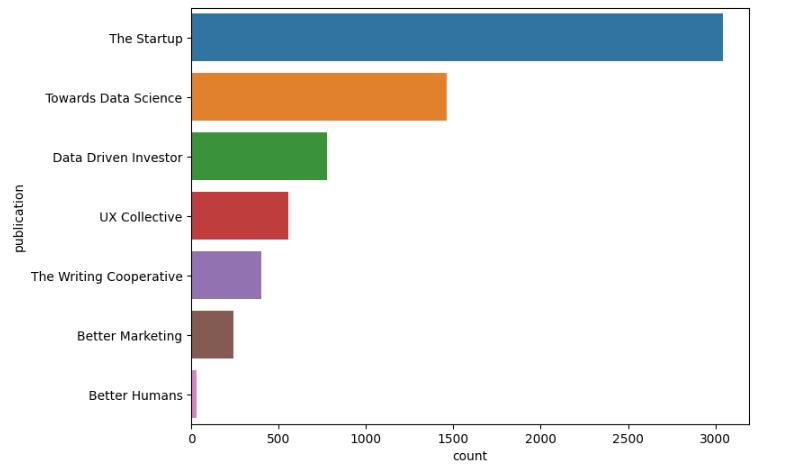 The Startup
Towards Data Science
Data Driven Investor
UX Collective
The Writing Cooperative
Better Marketing
Better Humans
publication
0 500 1000 1500 2000 2500 3000
count